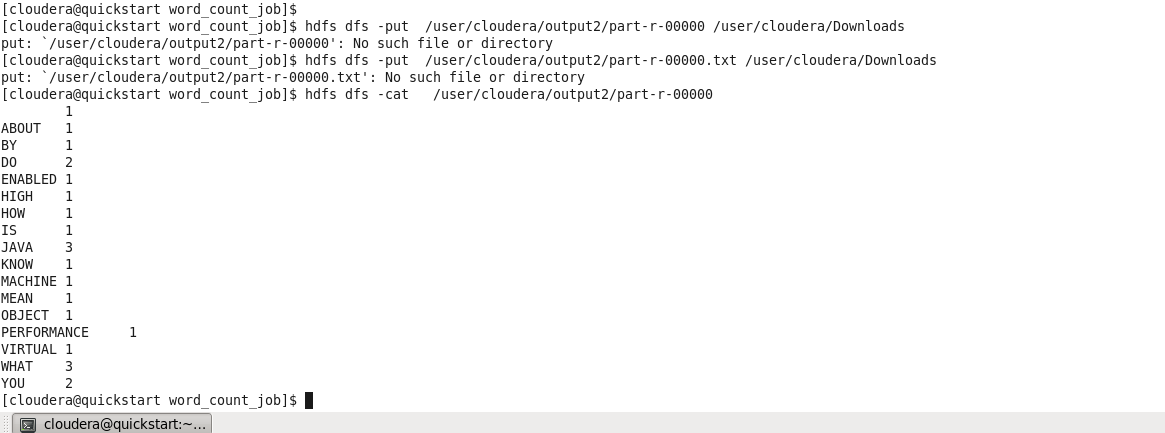 [cloudera@quickstart word_count_job]$
[cloudera@quickstart word_count_job]$ hdfs dfs -put  /user/cloudera/output2/part-r-00000 /user/cloudera/Downloads
put: `/user/cloudera/output2/part-r-00000': No such file or directory
[cloudera@quickstart word_count_job]$ hdfs dfs -put  /user/cloudera/output2/part-r-00000.txt /user/cloudera/Downloads
put: `/user/cloudera/output2/part-r-00000.txt': No such file or directory
[cloudera@quickstart word_count_job]$ hdfs dfs -cat   /user/cloudera/output2/part-r-00000
        1
ABOUT   1
BY      1
DO      2
ENABLED 1
HIGH    1
HOW     1
IS      1
JAVA    3
KNOW    1
MACHINE 1
MEAN    1
OBJECT  1
PERFORMANCE     1
VIRTUAL 1
WHAT    3
YOU     2
[cloudera@quickstart word_count_job]$
cloudera@quickstart:~...